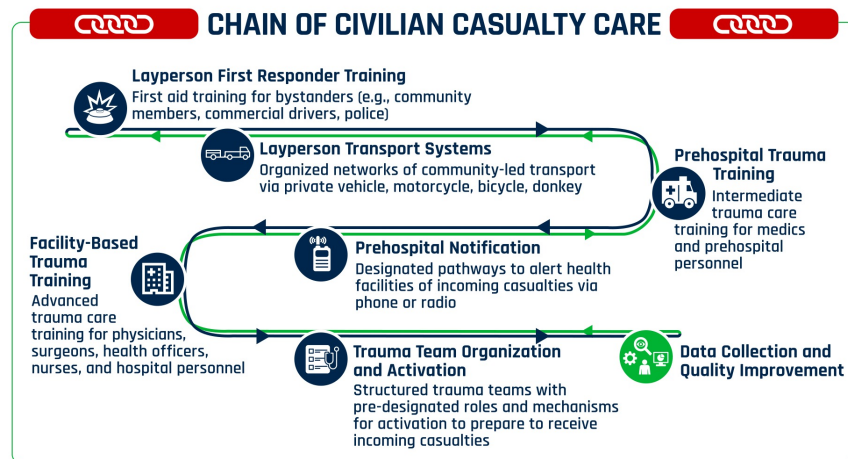 CHAIN OF CIVILIAN CASUALTY CARE
Layperson First Responder Training
First aid training for bystanders (e.g., community
members, commercial drivers, police)
Layperson Transport Systems
Organized networks of community-led transport
via private vehicle, motorcycle, bicycle, donkey
Prehospital Trauma
Training
Intermediate
trauma care
training for medics
and prehospital
personnel
Prehospital Notification
Designated pathways to alert health
facilities of incoming casualties via
phone or radio
Facility-Based
Trauma
Training
Advanced
trauma care
training for physicians,
surgeons, health officers,
nurses, and hospital personnel
Trauma Team Organization
and Activation
Structured trauma teams with
pre-designated roles and mechanisms
for activation to prepare to receive
incoming casualties
Data Collection and
Quality Improvement